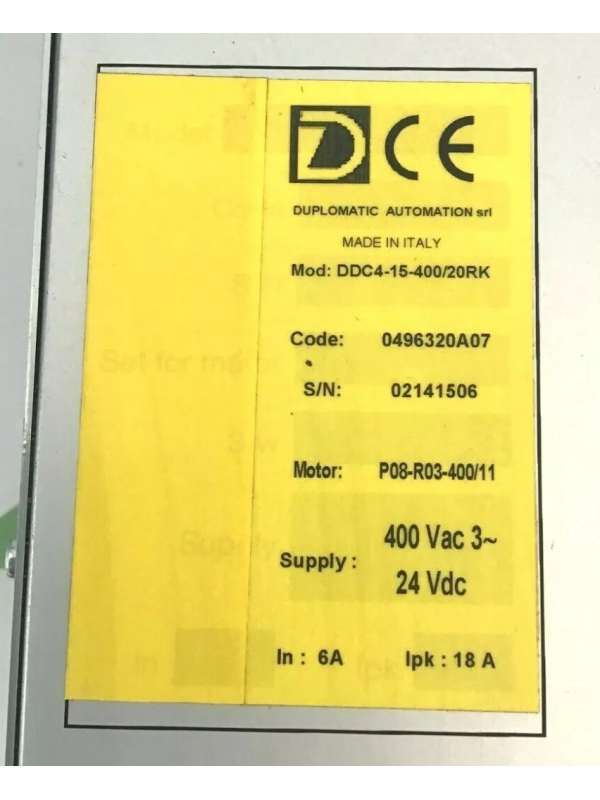 D CE
DUPLOMATIC AUTOMATION srl
MADE IN ITALY
Mod: DDC4-15-400/20RK
Code: 0496320A07
S/N: 02141506
Motor: P08-R03-400/11
Supply : 400 Vac 3~
24 Vdc
In : 6A Ipk : 18 A